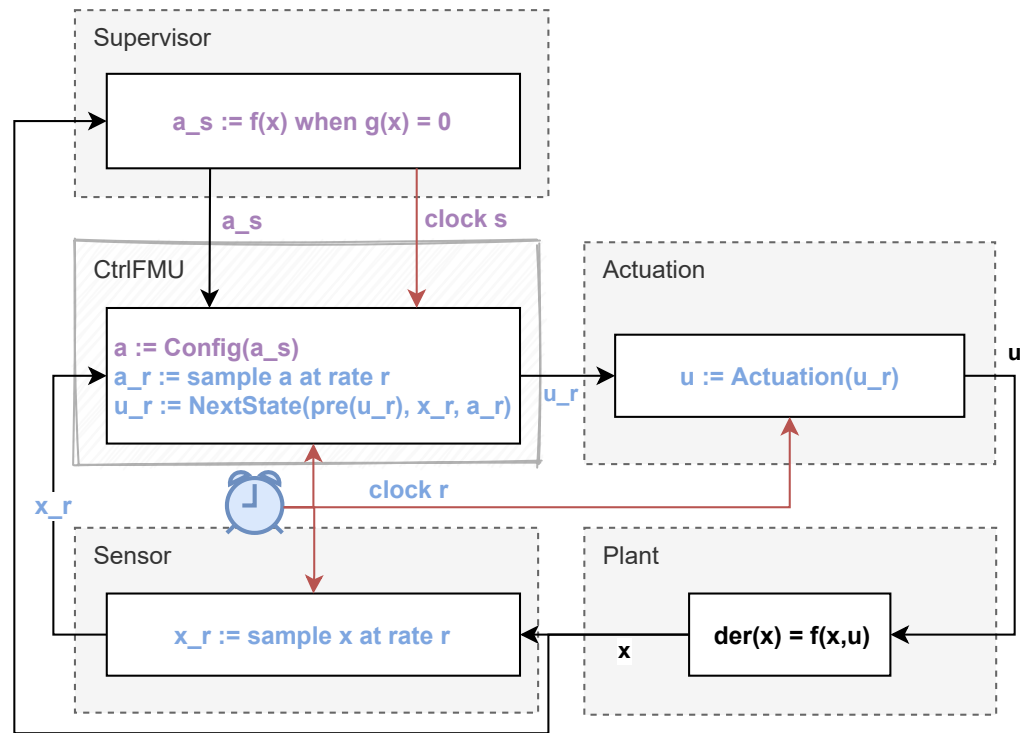 Supervisor
a_s := f(x) when g(x) = 0
a_s
clock s
CtrlFMU
a := Config(a_s)
a_r := sample a at rate r
u_r := NextState(pre(u_r), x_r, a_r)
u_r
Actuation
u := Actuation(u_r)
u
clock r
x_r
Sensor
x_r := sample x at rate r
x
Plant
der(x) = f(x,u)